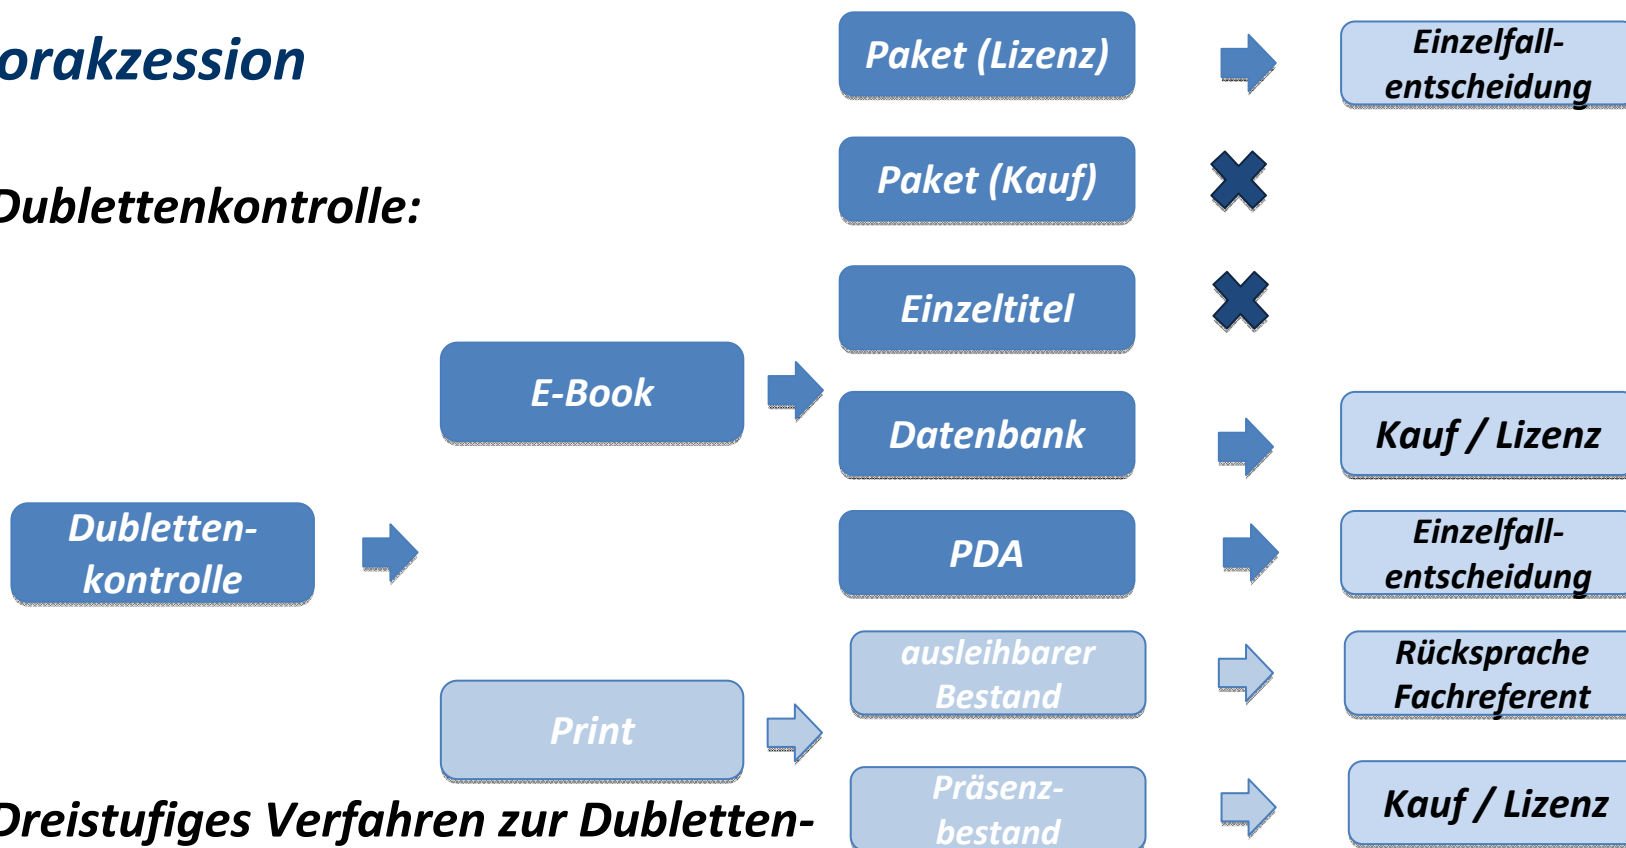 orakzession
Dublettenkontrolle:
Dubletten-
kontrolle
E-Book
Print
Paket (Lizenz)
Einzelfall-
entscheidung
Paket (Kauf)
Einzeltitel
Datenbank
Kauf / Lizenz
PDA
Einzelfall-
entscheidung
ausleihbarer
Bestand
Rücksprache
Fachreferent
Präsenz-
bestand
Kauf / Lizenz
Dreistufiges Verfahren zur Dubletten-